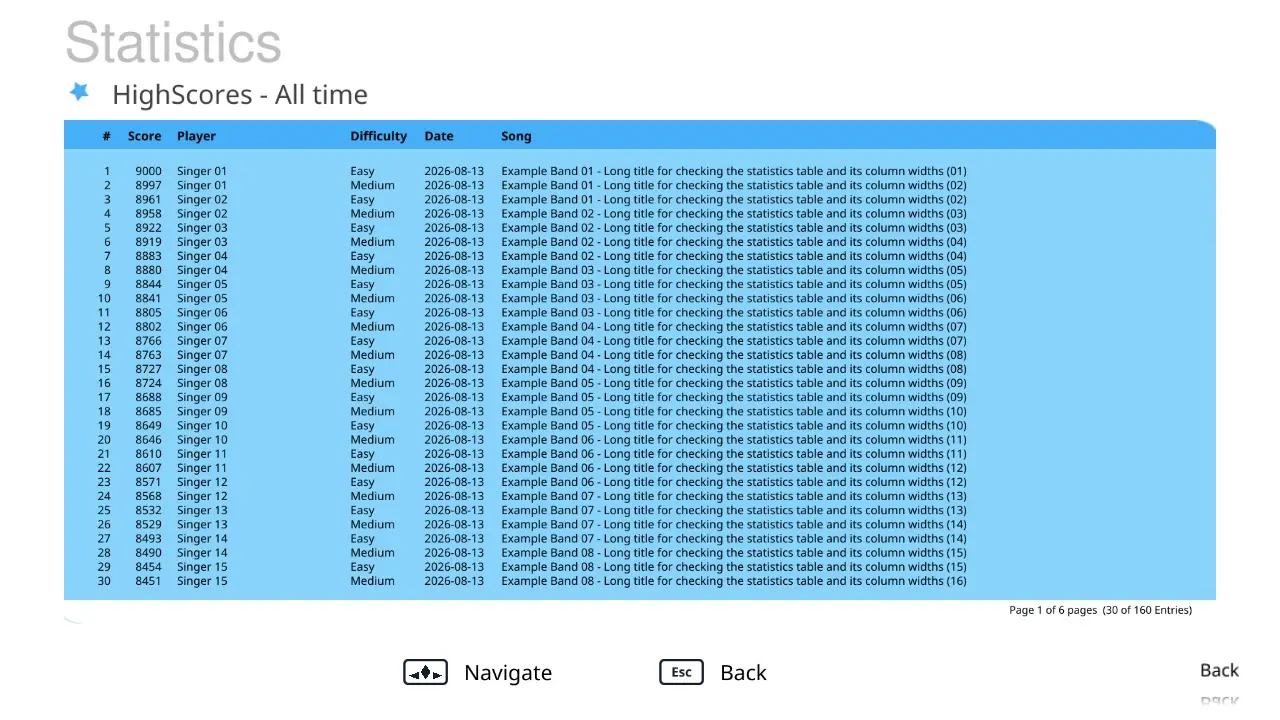 Statistics
HighScores - All time
# Score Player Difficulty Date Song
1 9000 Singer 01 Easy 2026-08-13 Example Band 01 - Long title for checking the statistics table and its column widths (01)
2 8997 Singer 01 Medium 2026-08-13 Example Band 01 - Long title for checking the statistics table and its column widths (02)
3 8961 Singer 02 Easy 2026-08-13 Example Band 01 - Long title for checking the statistics table and its column widths (02)
4 8958 Singer 02 Medium 2026-08-13 Example Band 02 - Long title for checking the statistics table and its column widths (03)
5 8922 Singer 03 Easy 2026-08-13 Example Band 02 - Long title for checking the statistics table and its column widths (03)
6 8919 Singer 03 Medium 2026-08-13 Example Band 02 - Long title for checking the statistics table and its column widths (04)
7 8883 Singer 04 Easy 2026-08-13 Example Band 02 - Long title for checking the statistics table and its column widths (04)
8 8880 Singer 04 Medium 2026-08-13 Example Band 03 - Long title for checking the statistics table and its column widths (05)
9 8844 Singer 05 Easy 2026-08-13 Example Band 03 - Long title for checking the statistics table and its column widths (05)
10 8841 Singer 05 Medium 2026-08-13 Example Band 03 - Long title for checking the statistics table and its column widths (06)
11 8805 Singer 06 Easy 2026-08-13 Example Band 03 - Long title for checking the statistics table and its column widths (06)
12 8802 Singer 06 Medium 2026-08-13 Example Band 04 - Long title for checking the statistics table and its column widths (07)
13 8766 Singer 07 Easy 2026-08-13 Example Band 04 - Long title for checking the statistics table and its column widths (07)
14 8763 Singer 07 Medium 2026-08-13 Example Band 04 - Long title for checking the statistics table and its column widths (08)
15 8727 Singer 08 Easy 2026-08-13 Example Band 04 - Long title for checking the statistics table and its column widths (08)
16 8724 Singer 08 Medium 2026-08-13 Example Band 05 - Long title for checking the statistics table and its column widths (09)
17 8688 Singer 09 Easy 2026-08-13 Example Band 05 - Long title for checking the statistics table and its column widths (09)
18 8685 Singer 09 Medium 2026-08-13 Example Band 05 - Long title for checking the statistics table and its column widths (10)
19 8649 Singer 10 Easy 2026-08-13 Example Band 05 - Long title for checking the statistics table and its column widths (10)
20 8646 Singer 10 Medium 2026-08-13 Example Band 06 - Long title for checking the statistics table and its column widths (11)
21 8610 Singer 11 Easy 2026-08-13 Example Band 06 - Long title for checking the statistics table and its column widths (11)
22 8607 Singer 11 Medium 2026-08-13 Example Band 06 - Long title for checking the statistics table and its column widths (12)
23 8571 Singer 12 Easy 2026-08-13 Example Band 06 - Long title for checking the statistics table and its column widths (12)
24 8568 Singer 12 Medium 2026-08-13 Example Band 07 - Long title for checking the statistics table and its column widths (13)
25 8532 Singer 13 Easy 2026-08-13 Example Band 07 - Long title for checking the statistics table and its column widths (13)
26 8529 Singer 13 Medium 2026-08-13 Example Band 07 - Long title for checking the statistics table and its column widths (14)
27 8493 Singer 14 Easy 2026-08-13 Example Band 07 - Long title for checking the statistics table and its column widths (14)
28 8490 Singer 14 Medium 2026-08-13 Example Band 08 - Long title for checking the statistics table and its column widths (15)
29 8454 Singer 15 Easy 2026-08-13 Example Band 08 - Long title for checking the statistics table and its column widths (15)
30 8451 Singer 15 Medium 2026-08-13 Example Band 08 - Long title for checking the statistics table and its column widths (16)
Page 1 of 6 pages (30 of 160 Entries)
Navigate Esc Back Back